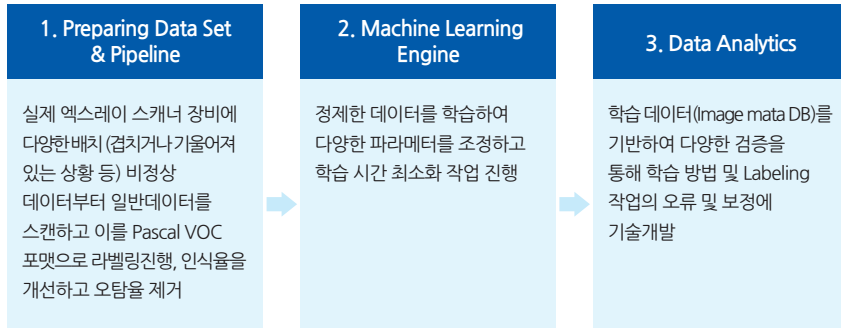 1. Preparing Data Set
& Pipeline
실제 엑스레이 스캐너 장비에
다양한 배치 (겹치거나 기울어져
있는 상황 등) 비정상
데이터부터 일반데이터를
스캔하고 이를 Pascal VOC
포맷으로 라벨링진행, 인식율을
개선하고 오탐율 제거
2. Machine Learning
Engine
정제한 데이터를 학습하여
다양한 파라메터를 조정하고
학습 시간 최소화 작업 진행
3. Data Analytics
학습 데이터(Image mata DB)를
기반하여 다양한 검증을
통해 학습 방법 및 Labeling
작업의 오류 및 보정에
기술개발